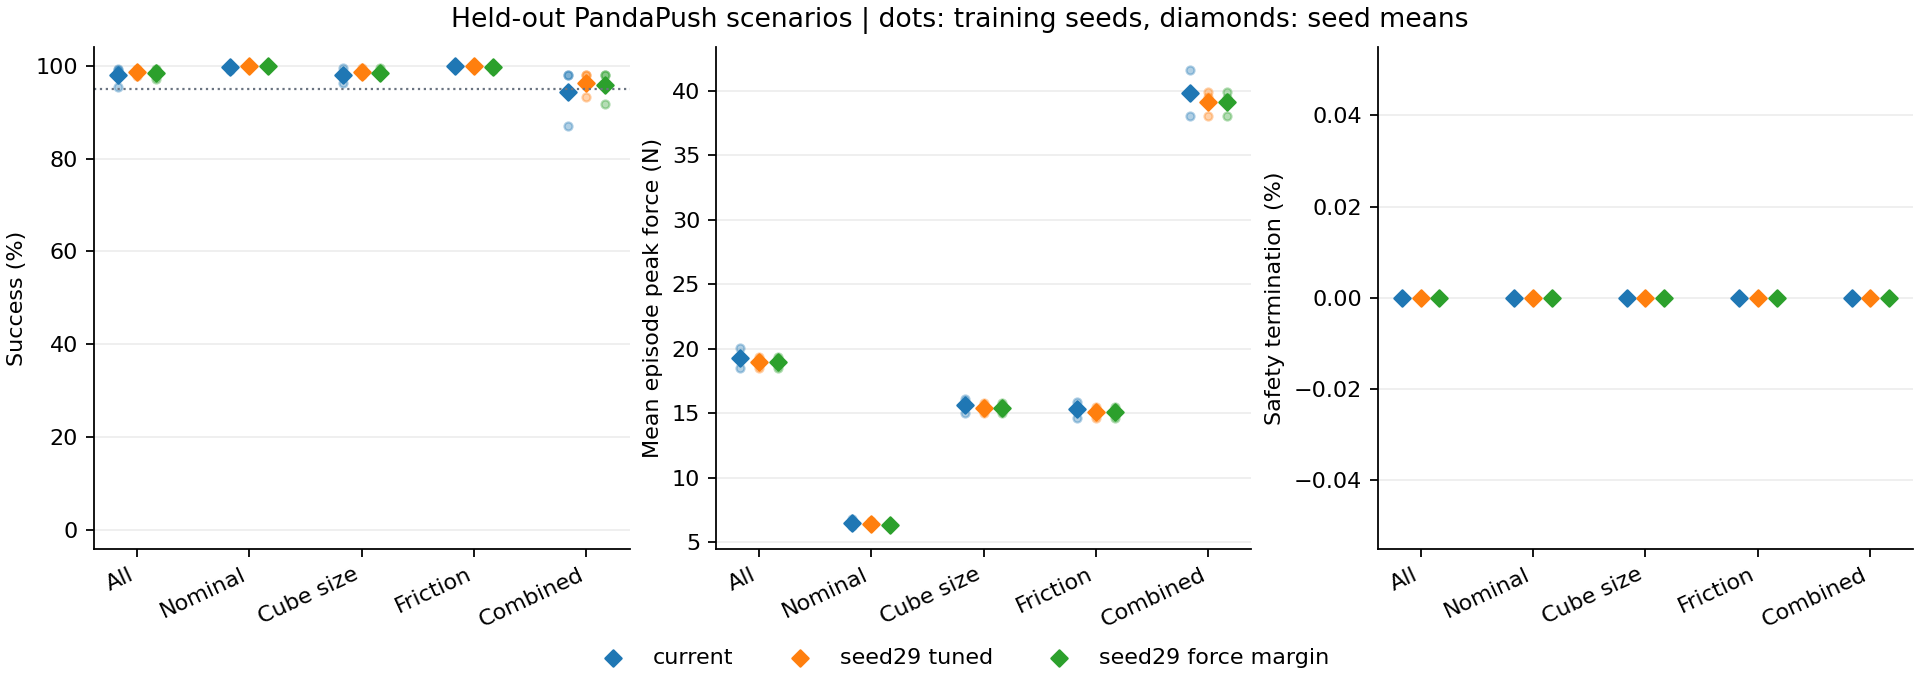 Held-out PandaPush scenarios | dots: training seeds, diamonds: seed means
Success (%)
100
80
60
40
20
0
All
Nominal
Cube size
Friction
Combined
Mean episode peak force (N)
40
35
30
25
20
15
10
5
All
Nominal
Cube size
Friction
Combined
Safety termination (%)
0.04
0.02
0.00
−0.02
−0.04
All
Nominal
Cube size
Friction
Combined
current
seed29 tuned
seed29 force margin